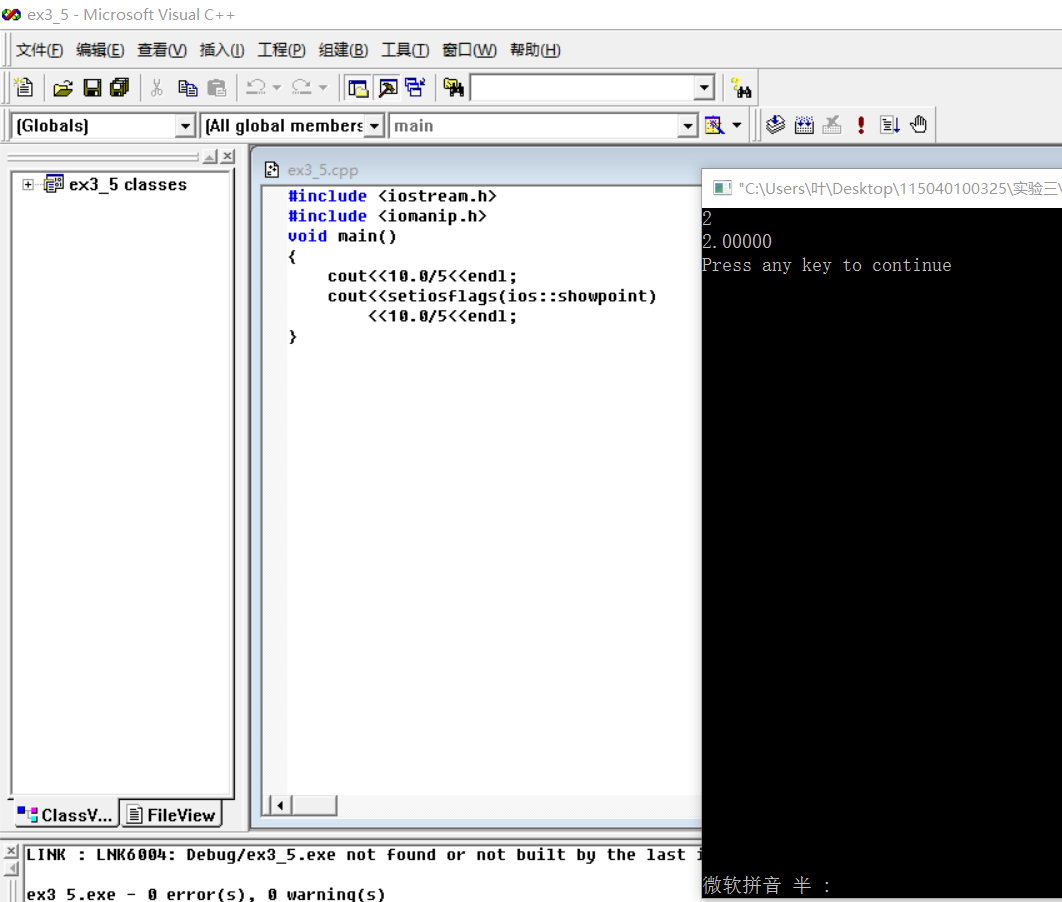 ex3_5 - Microsoft Visual C++
文件(F) 编辑(E) 查看(V) 插入(I) 工程(P) 组建(B) 工具(T) 窗口(W) 帮助(H)
(Globals) (All global members main
ex3_5 classes
ex3_5.cpp
#include <iostream.h>
#include <iomanip.h>
void main()
{
    cout<<10.0/5<<endl;
    cout<<setiosflags(ios::showpoint)
        <<10.0/5<<endl;
}
"C:\Users\叶\Desktop\115040100325\实验三\
2
2.00000
Press any key to continue
微软拼音 半 :
ClassV... FileView
LINK : LNK6004: Debug/ex3_5.exe not found or not built by the last
ex3_5.exe - 0 error(s), 0 warning(s)